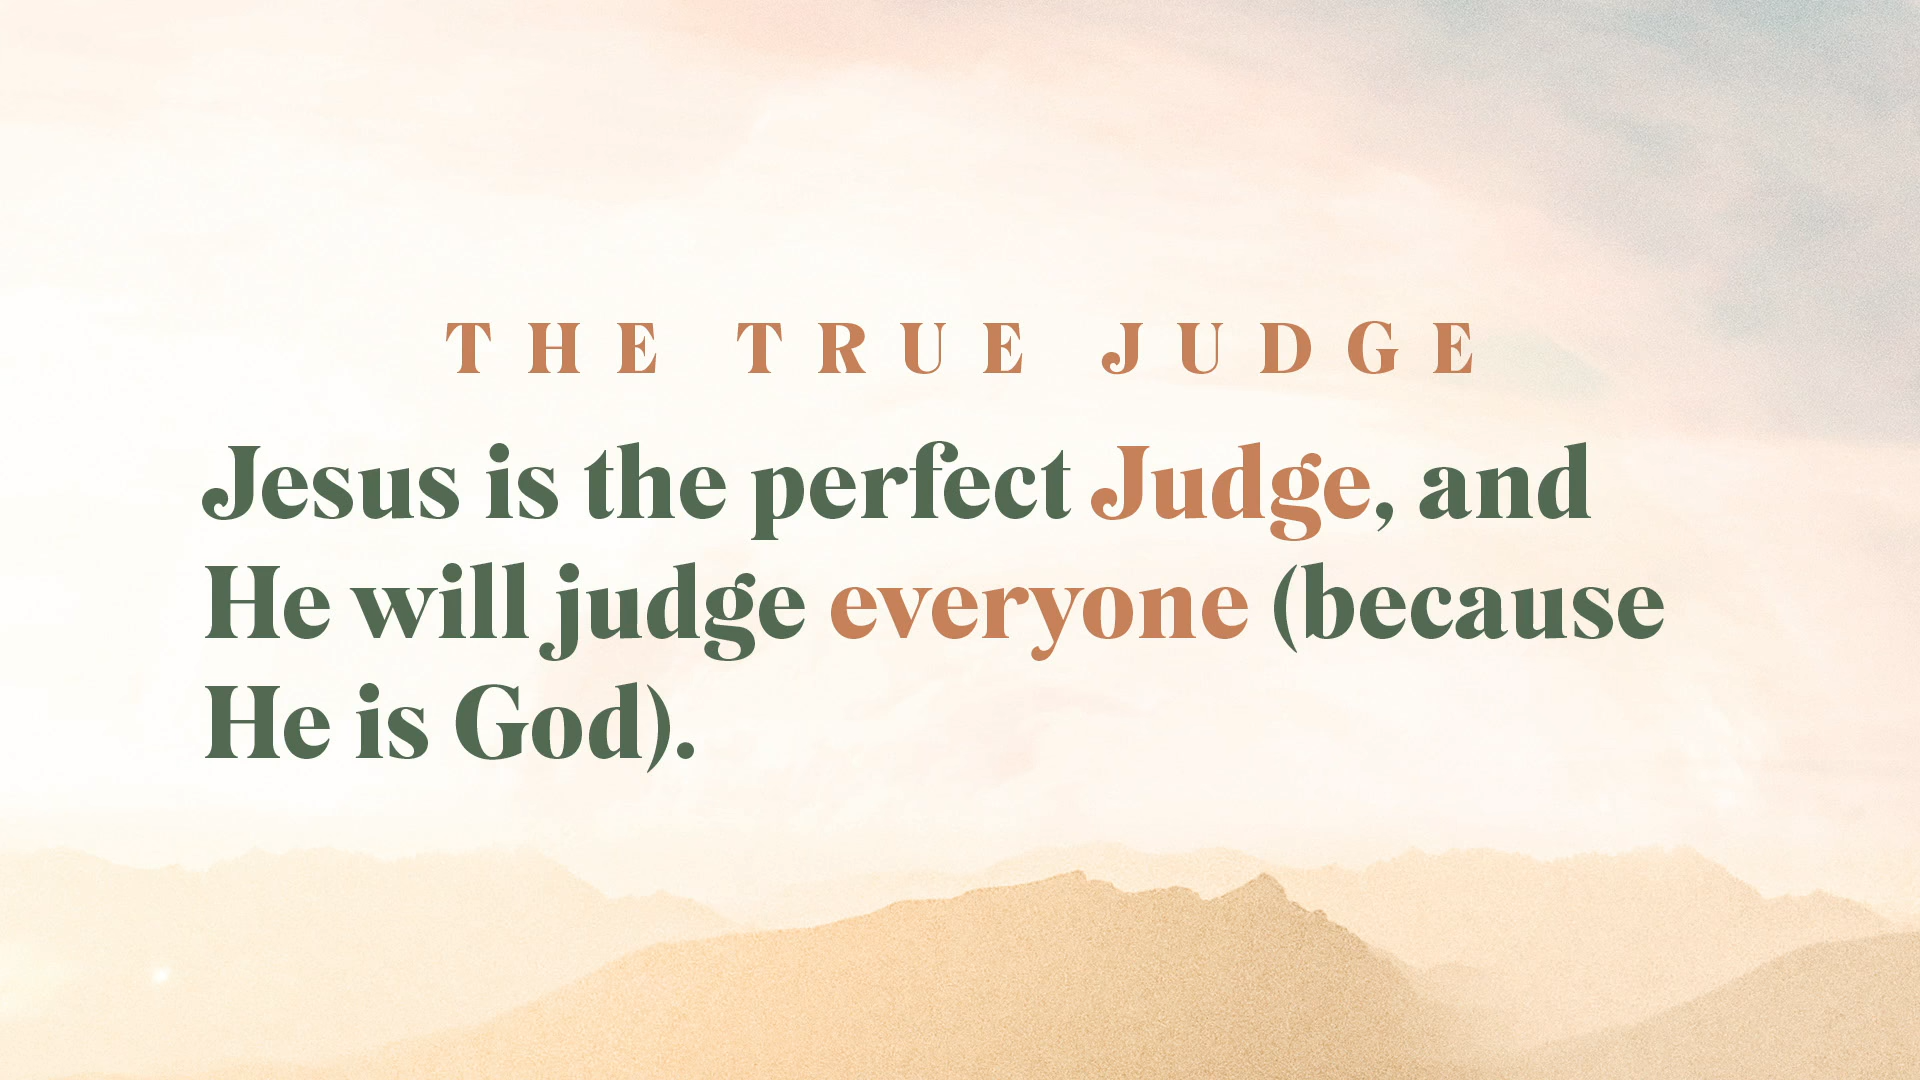 THE TRUE JUDGE
Jesus is the perfect Judge, and
He will judge everyone (because
He is God).